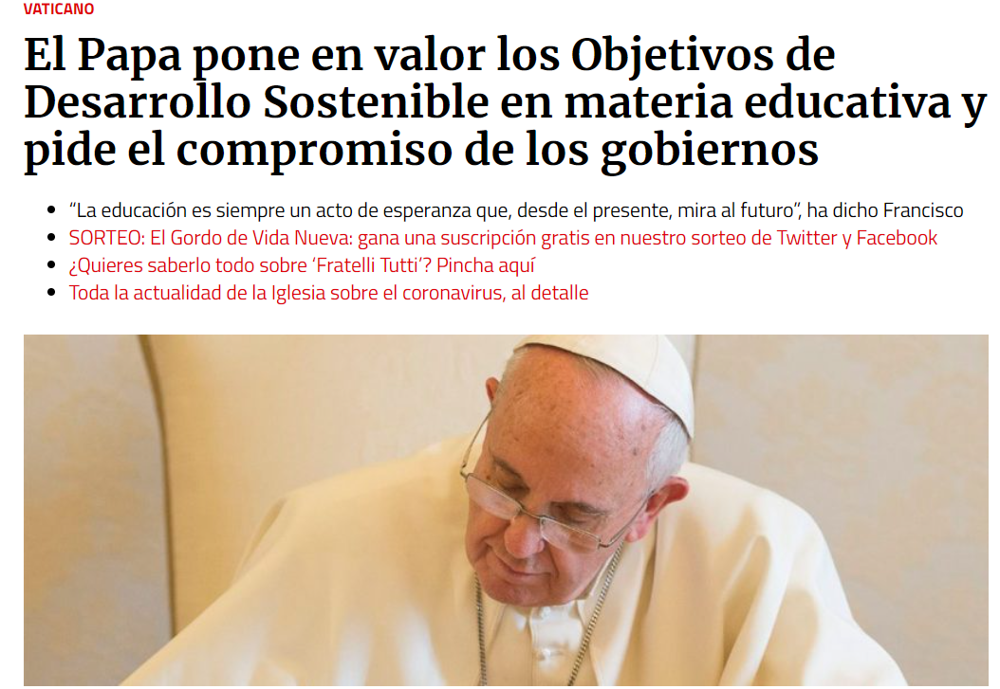 VATICANO
El Papa pone en valor los Objetivos de
Desarrollo Sostenible en materia educativa y
pide el compromiso de los gobiernos
“La educación es siempre un acto de esperanza que, desde el presente, mira al futuro”, ha dicho Francisco
SORTEO: El Gordo de Vida Nueva: gana una suscripción gratis en nuestro sorteo de Twitter y Facebook
¿Quieres saberlo todo sobre ‘Fratelli Tutti’? Pincha aquí
Toda la actualidad de la Iglesia sobre el coronavirus, al detalle